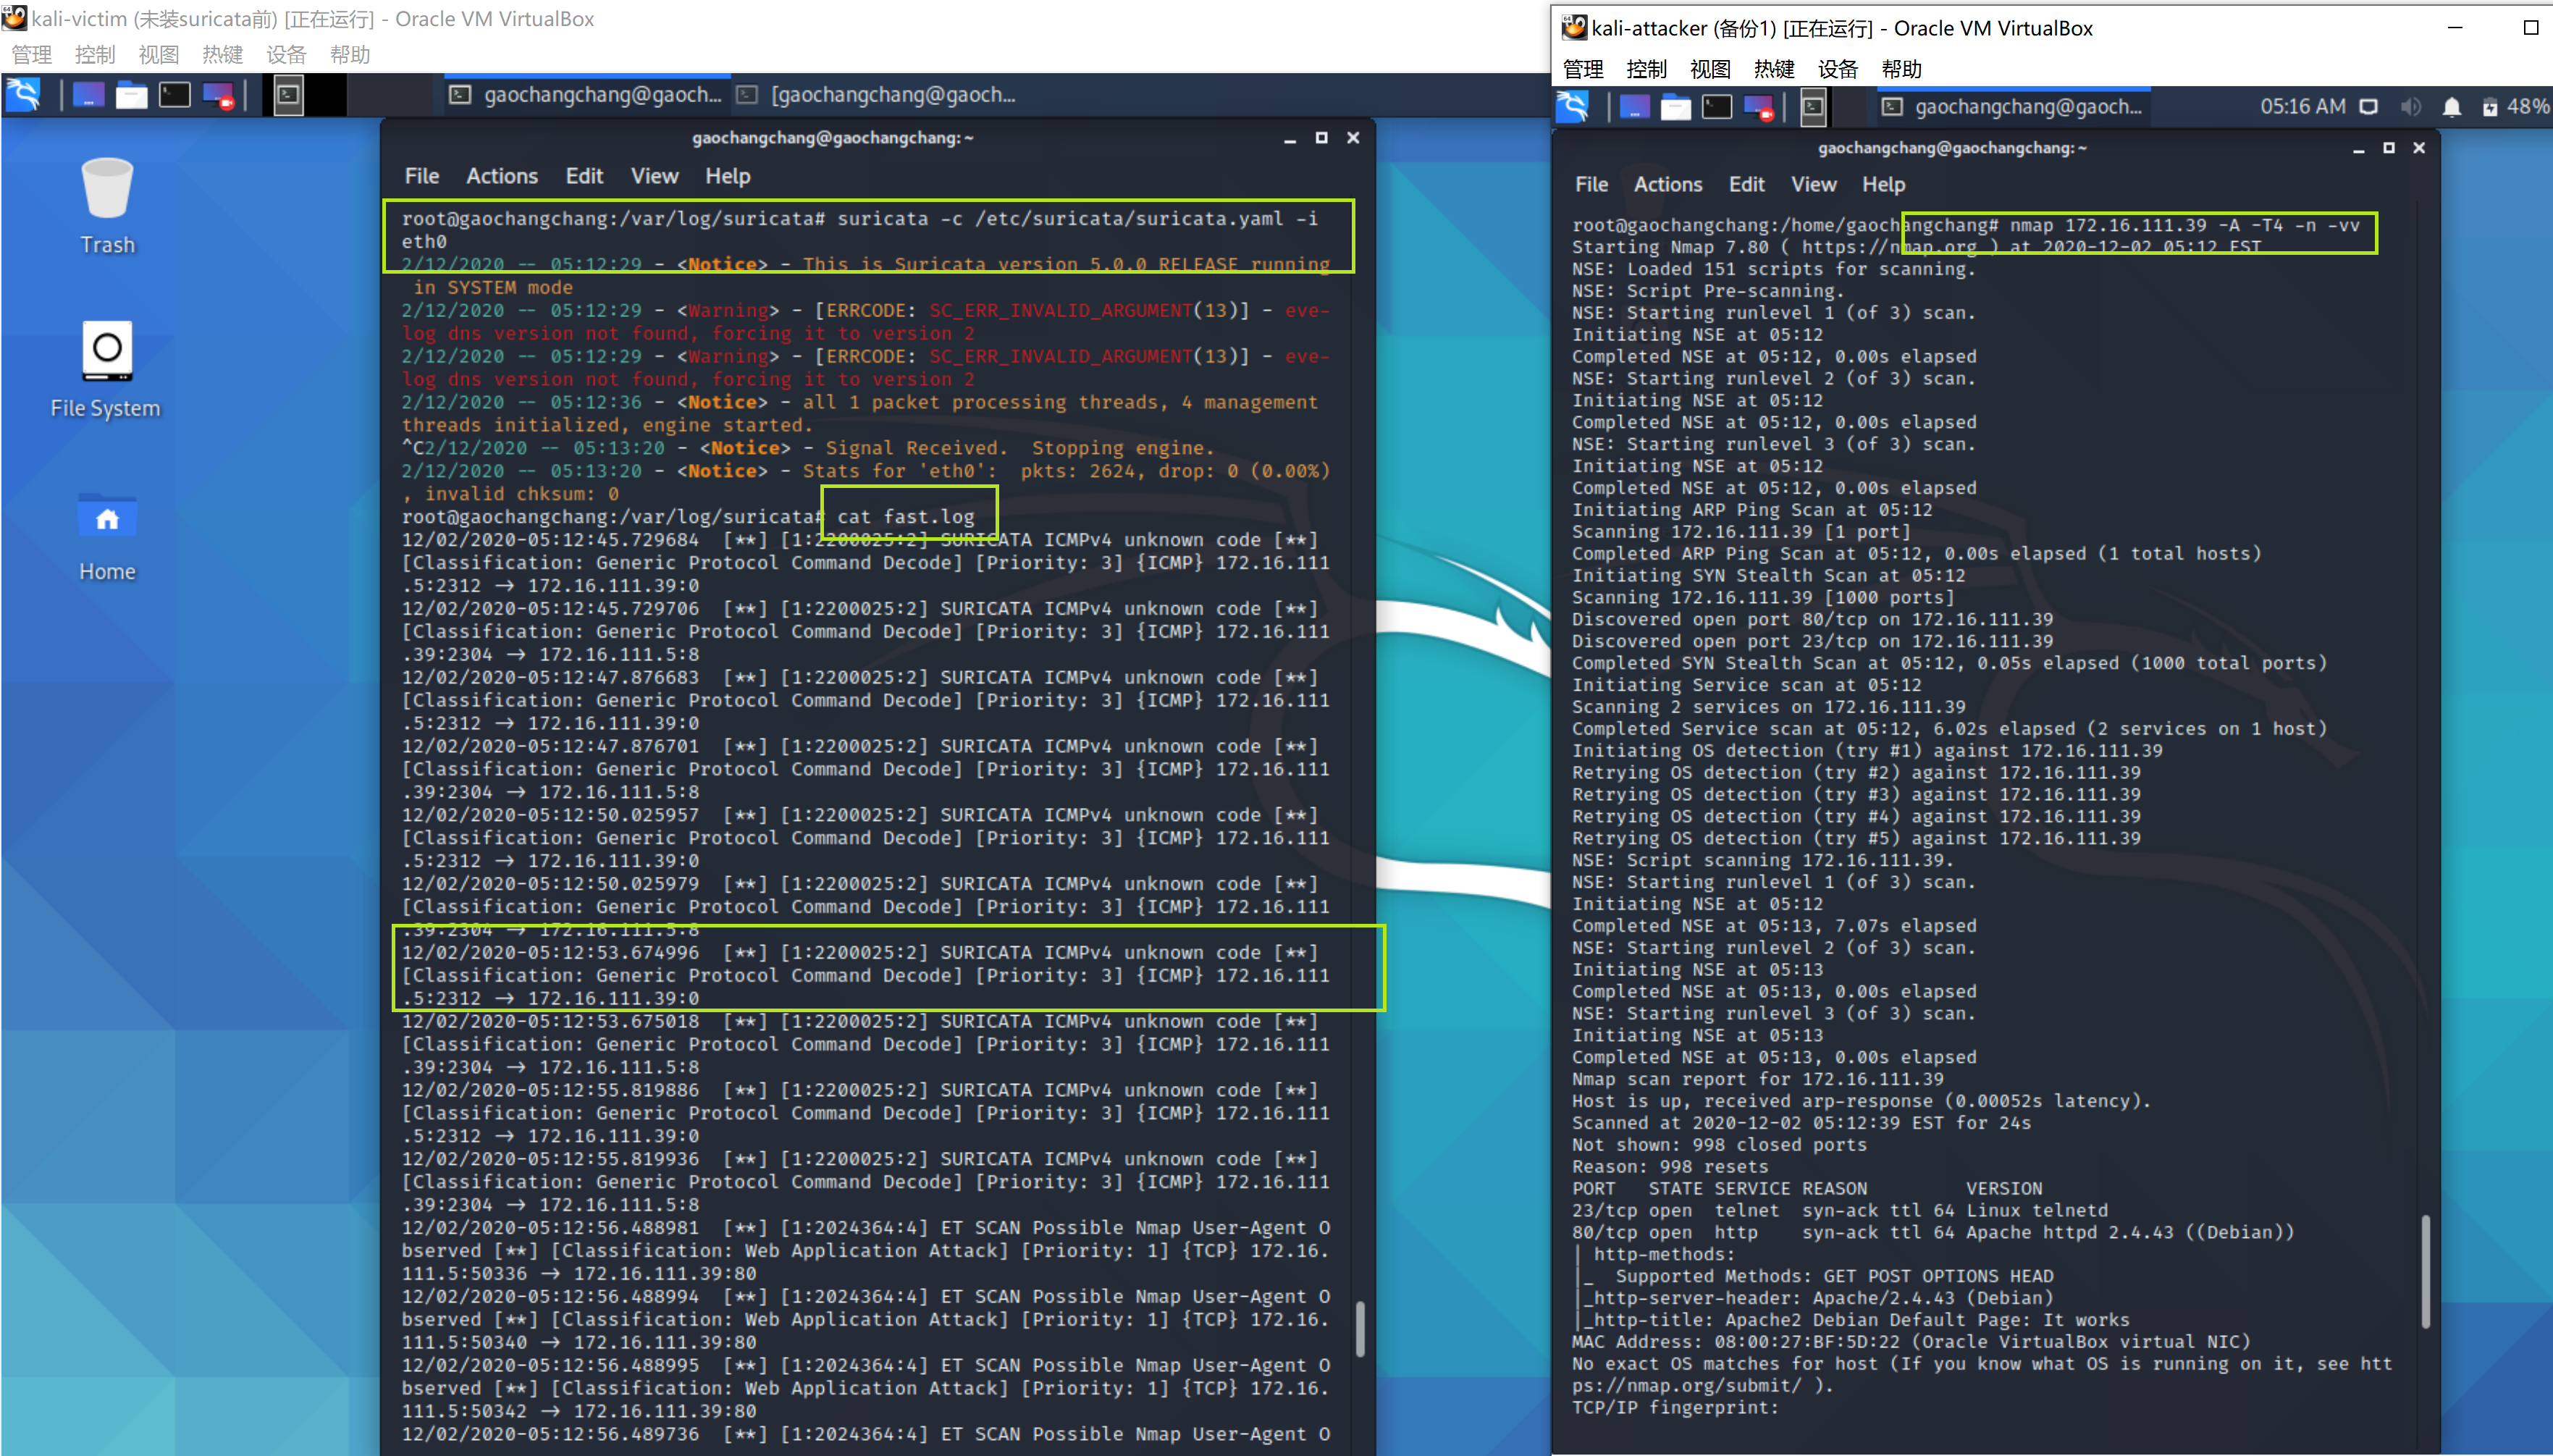 kali-victim (未装suricata前) [正在运行] - Oracle VM VirtualBox
管理 控制 视图 热键 设备 帮助
gaochangchang@gaoch... [gaochangchang@gaoch...
Trash
File System
Home
gaochangchang@gaochangchang:~
File Actions Edit View Help
root@gaochangchang:/var/log/suricata# suricata -c /etc/suricata/suricata.yaml -i
eth0
2/12/2020 -- 05:12:29 - <Notice> - This is Suricata version 5.0.0 RELEASE running
in SYSTEM mode
2/12/2020 -- 05:12:29 - <Warning> - [ERRCODE: SC_ERR_INVALID_ARGUMENT(13)] - eve-
log dns version not found, forcing it to version 2
2/12/2020 -- 05:12:29 - <Warning> - [ERRCODE: SC_ERR_INVALID_ARGUMENT(13)] - eve-
log dns version not found, forcing it to version 2
2/12/2020 -- 05:12:36 - <Notice> - all 1 packet processing threads, 4 management
threads initialized, engine started.
^C2/12/2020 -- 05:13:20 - <Notice> - Signal Received.  Stopping engine.
2/12/2020 -- 05:13:20 - <Notice> - Stats for 'eth0':  pkts: 2624, drop: 0 (0.00%)
, invalid chksum: 0
root@gaochangchang:/var/log/suricata# cat fast.log
12/02/2020-05:12:45.729684  [**] [1:2200025:2] SURICATA ICMPv4 unknown code [**]
[Classification: Generic Protocol Command Decode] [Priority: 3] {ICMP} 172.16.111
.5:2312 → 172.16.111.39:0
12/02/2020-05:12:45.729706  [**] [1:2200025:2] SURICATA ICMPv4 unknown code [**]
[Classification: Generic Protocol Command Decode] [Priority: 3] {ICMP} 172.16.111
.39:2304 → 172.16.111.5:8
12/02/2020-05:12:47.876683  [**] [1:2200025:2] SURICATA ICMPv4 unknown code [**]
[Classification: Generic Protocol Command Decode] [Priority: 3] {ICMP} 172.16.111
.5:2312 → 172.16.111.39:0
12/02/2020-05:12:47.876701  [**] [1:2200025:2] SURICATA ICMPv4 unknown code [**]
[Classification: Generic Protocol Command Decode] [Priority: 3] {ICMP} 172.16.111
.39:2304 → 172.16.111.5:8
12/02/2020-05:12:50.025957  [**] [1:2200025:2] SURICATA ICMPv4 unknown code [**]
[Classification: Generic Protocol Command Decode] [Priority: 3] {ICMP} 172.16.111
.5:2312 → 172.16.111.39:0
12/02/2020-05:12:50.025979  [**] [1:2200025:2] SURICATA ICMPv4 unknown code [**]
[Classification: Generic Protocol Command Decode] [Priority: 3] {ICMP} 172.16.111
.39:2304 → 172.16.111.5:8
12/02/2020-05:12:53.674996  [**] [1:2200025:2] SURICATA ICMPv4 unknown code [**]
[Classification: Generic Protocol Command Decode] [Priority: 3] {ICMP} 172.16.111
.5:2312 → 172.16.111.39:0
12/02/2020-05:12:53.675018  [**] [1:2200025:2] SURICATA ICMPv4 unknown code [**]
[Classification: Generic Protocol Command Decode] [Priority: 3] {ICMP} 172.16.111
.39:2304 → 172.16.111.5:8
12/02/2020-05:12:55.819886  [**] [1:2200025:2] SURICATA ICMPv4 unknown code [**]
[Classification: Generic Protocol Command Decode] [Priority: 3] {ICMP} 172.16.111
.5:2312 → 172.16.111.39:0
12/02/2020-05:12:55.819936  [**] [1:2200025:2] SURICATA ICMPv4 unknown code [**]
[Classification: Generic Protocol Command Decode] [Priority: 3] {ICMP} 172.16.111
.39:2304 → 172.16.111.5:8
12/02/2020-05:12:56.488981  [**] [1:2024364:4] ET SCAN Possible Nmap User-Agent O
bserved [**] [Classification: Web Application Attack] [Priority: 1] {TCP} 172.16.
111.5:50336 → 172.16.111.39:80
12/02/2020-05:12:56.488994  [**] [1:2024364:4] ET SCAN Possible Nmap User-Agent O
bserved [**] [Classification: Web Application Attack] [Priority: 1] {TCP} 172.16.
111.5:50340 → 172.16.111.39:80
12/02/2020-05:12:56.488995  [**] [1:2024364:4] ET SCAN Possible Nmap User-Agent O
bserved [**] [Classification: Web Application Attack] [Priority: 1] {TCP} 172.16.
111.5:50342 → 172.16.111.39:80
12/02/2020-05:12:56.489736  [**] [1:2024364:4] ET SCAN Possible Nmap User-Agent O
kali-attacker (备份1) [正在运行] - Oracle VM VirtualBox
管理 控制 视图 热键 设备 帮助
gaochangchang@gaoch... 05:16 AM 48%
gaochangchang@gaochangchang:~
File Actions Edit View Help
root@gaochangchang:/home/gaochangchang# nmap 172.16.111.39 -A -T4 -n -vv
Starting Nmap 7.80 ( https://nmap.org ) at 2020-12-02 05:12 EST
NSE: Loaded 151 scripts for scanning.
NSE: Script Pre-scanning.
NSE: Starting runlevel 1 (of 3) scan.
Initiating NSE at 05:12
Completed NSE at 05:12, 0.00s elapsed
NSE: Starting runlevel 2 (of 3) scan.
Initiating NSE at 05:12
Completed NSE at 05:12, 0.00s elapsed
NSE: Starting runlevel 3 (of 3) scan.
Initiating NSE at 05:12
Completed NSE at 05:12, 0.00s elapsed
Initiating ARP Ping Scan at 05:12
Scanning 172.16.111.39 [1 port]
Completed ARP Ping Scan at 05:12, 0.00s elapsed (1 total hosts)
Initiating SYN Stealth Scan at 05:12
Scanning 172.16.111.39 [1000 ports]
Discovered open port 80/tcp on 172.16.111.39
Discovered open port 23/tcp on 172.16.111.39
Completed SYN Stealth Scan at 05:12, 0.05s elapsed (1000 total ports)
Initiating Service scan at 05:12
Scanning 2 services on 172.16.111.39
Completed Service scan at 05:12, 6.02s elapsed (2 services on 1 host)
Initiating OS detection (try #1) against 172.16.111.39
Retrying OS detection (try #2) against 172.16.111.39
Retrying OS detection (try #3) against 172.16.111.39
Retrying OS detection (try #4) against 172.16.111.39
Retrying OS detection (try #5) against 172.16.111.39
NSE: Script scanning 172.16.111.39.
NSE: Starting runlevel 1 (of 3) scan.
Initiating NSE at 05:12
Completed NSE at 05:13, 7.07s elapsed
NSE: Starting runlevel 2 (of 3) scan.
Initiating NSE at 05:13
Completed NSE at 05:13, 0.00s elapsed
NSE: Starting runlevel 3 (of 3) scan.
Initiating NSE at 05:13
Completed NSE at 05:13, 0.00s elapsed
Nmap scan report for 172.16.111.39
Host is up, received arp-response (0.00052s latency).
Scanned at 2020-12-02 05:12:39 EST for 24s
Not shown: 998 closed ports
Reason: 998 resets
PORT   STATE SERVICE REASON         VERSION
23/tcp open  telnet  syn-ack ttl 64 Linux telnetd
80/tcp open  http    syn-ack ttl 64 Apache httpd 2.4.43 ((Debian))
| http-methods:
|_  Supported Methods: GET POST OPTIONS HEAD
|_http-server-header: Apache/2.4.43 (Debian)
|_http-title: Apache2 Debian Default Page: It works
MAC Address: 08:00:27:BF:5D:22 (Oracle VirtualBox virtual NIC)
No exact OS matches for host (If you know what OS is running on it, see htt
ps://nmap.org/submit/ ).
TCP/IP fingerprint: